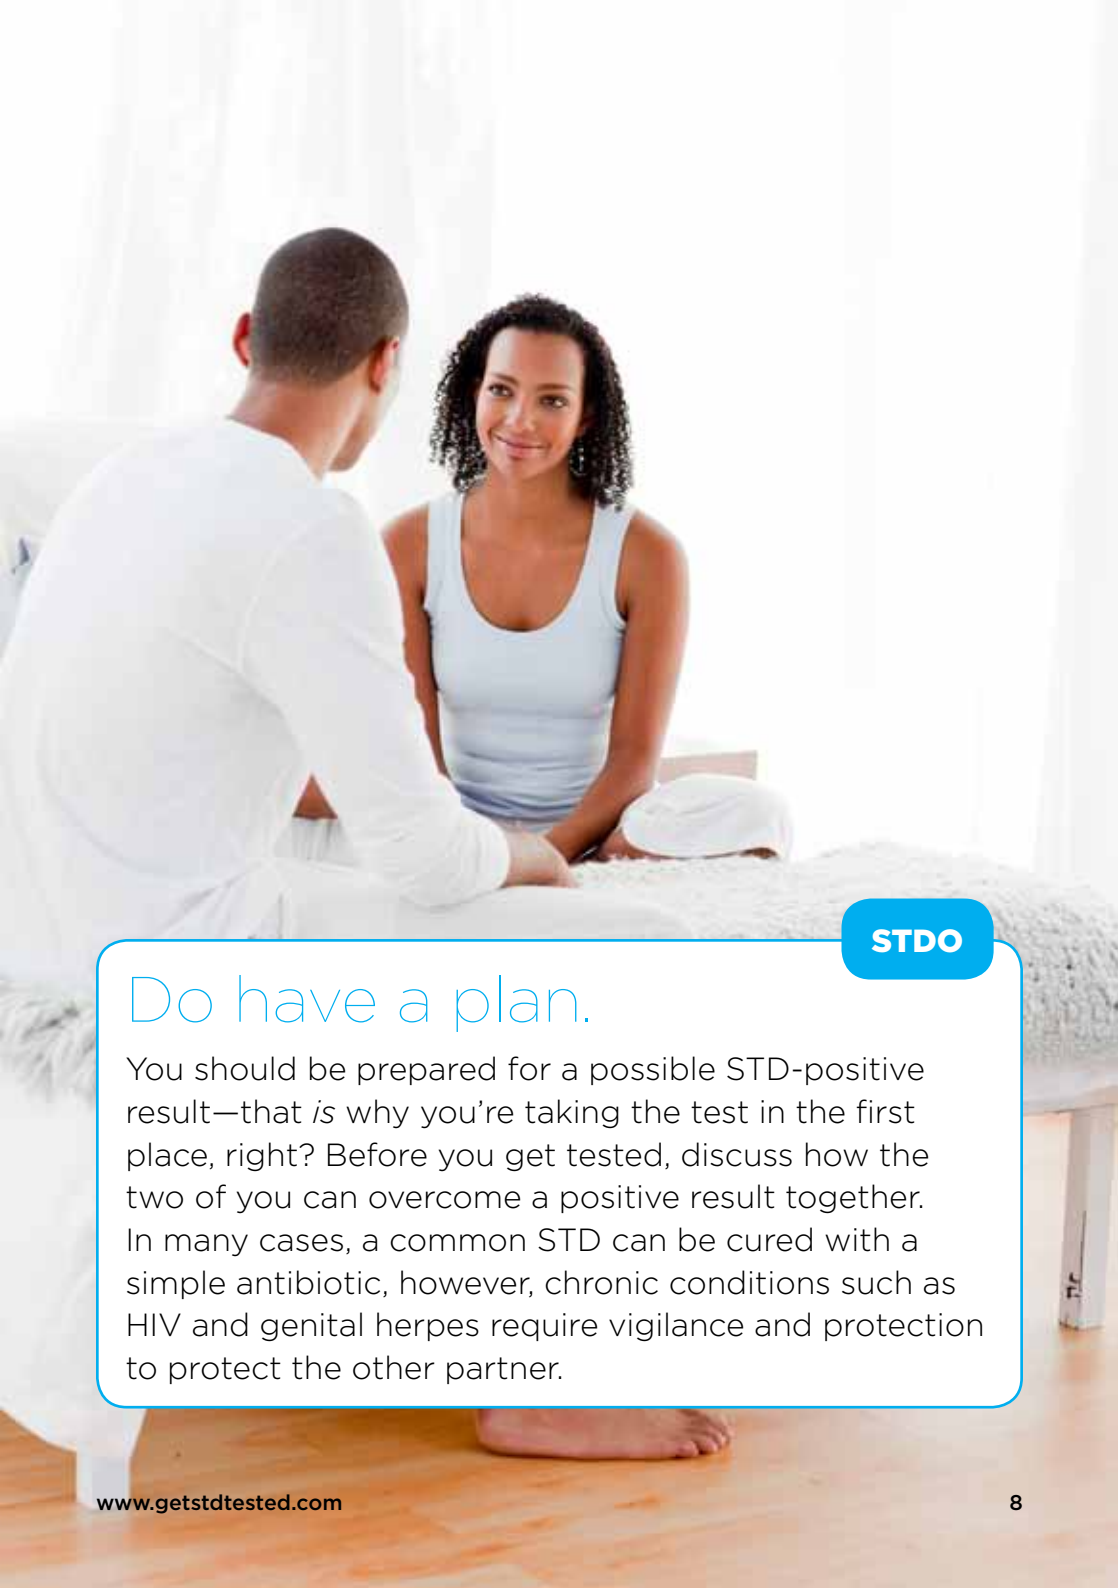 STDO
Do have a plan.
You should be prepared for a possible STD-positive
result—that is why you’re taking the test in the first
place, right? Before you get tested, discuss how the
two of you can overcome a positive result together.
In many cases, a common STD can be cured with a
simple antibiotic, however, chronic conditions such as
HIV and genital herpes require vigilance and protection
to protect the other partner.
www.getstdtested.com
8